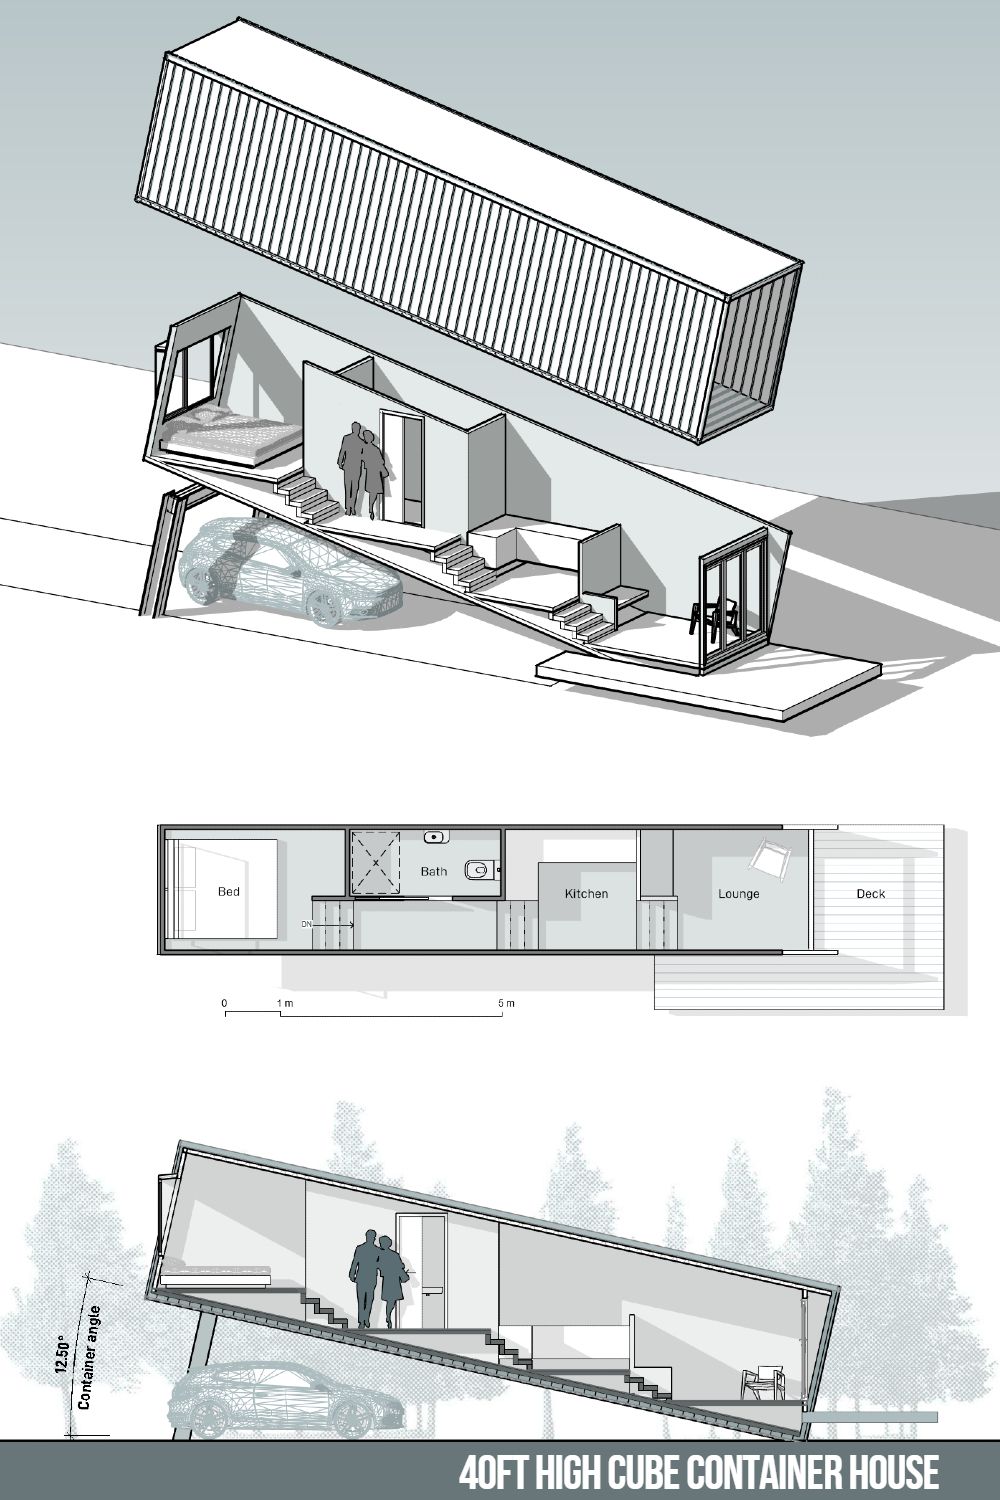 Bed
Bath
Kitchen
Lounge
Deck
DN
0 1 m 5 m
12.50°
Container angle
40FT HIGH CUBE CONTAINER HOUSE